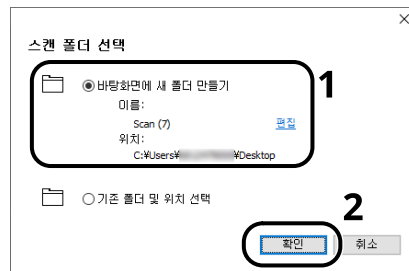 스캔 폴더 선택
바탕화면에 새 폴더 만들기
이름:
Scan (7)
편집
위치:
C:¥Users¥ ¥Desktop
1
기존 폴더 및 위치 선택
2
확인
취소